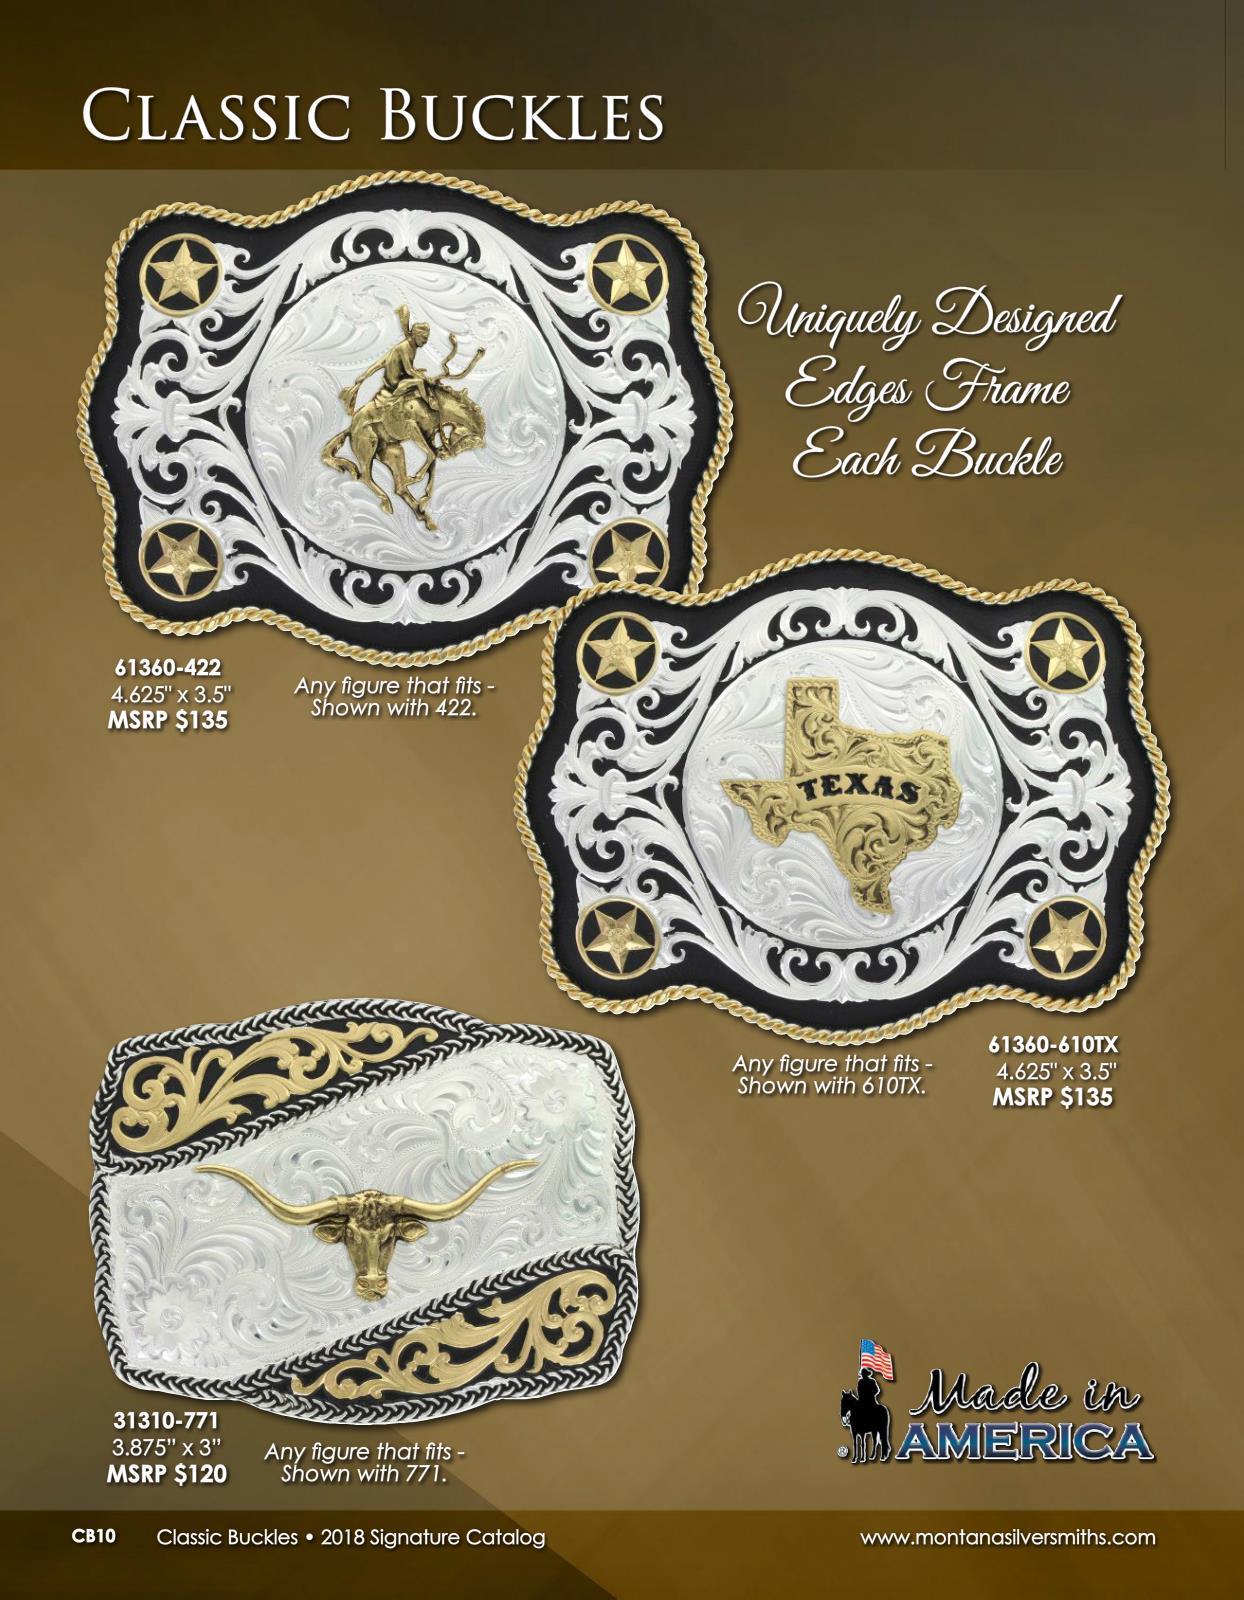 CLASSIC BUCKLES
Uniquely Designed
Edges Frame
Each Buckle
61360-422
4.625" x 3.5"
MSRP $135
Any figure that fits -
Shown with 422.
TEXAS
Any figure that fits -
Shown with 610TX.
61360-610TX
4.625" x 3.5"
MSRP $135
31310-771
3.875” x 3”
MSRP $120
Any figure that fits -
Shown with 771.
Made in
® AMERICA
CB10 Classic Buckles • 2018 Signature Catalog www.montanasilversmiths.com